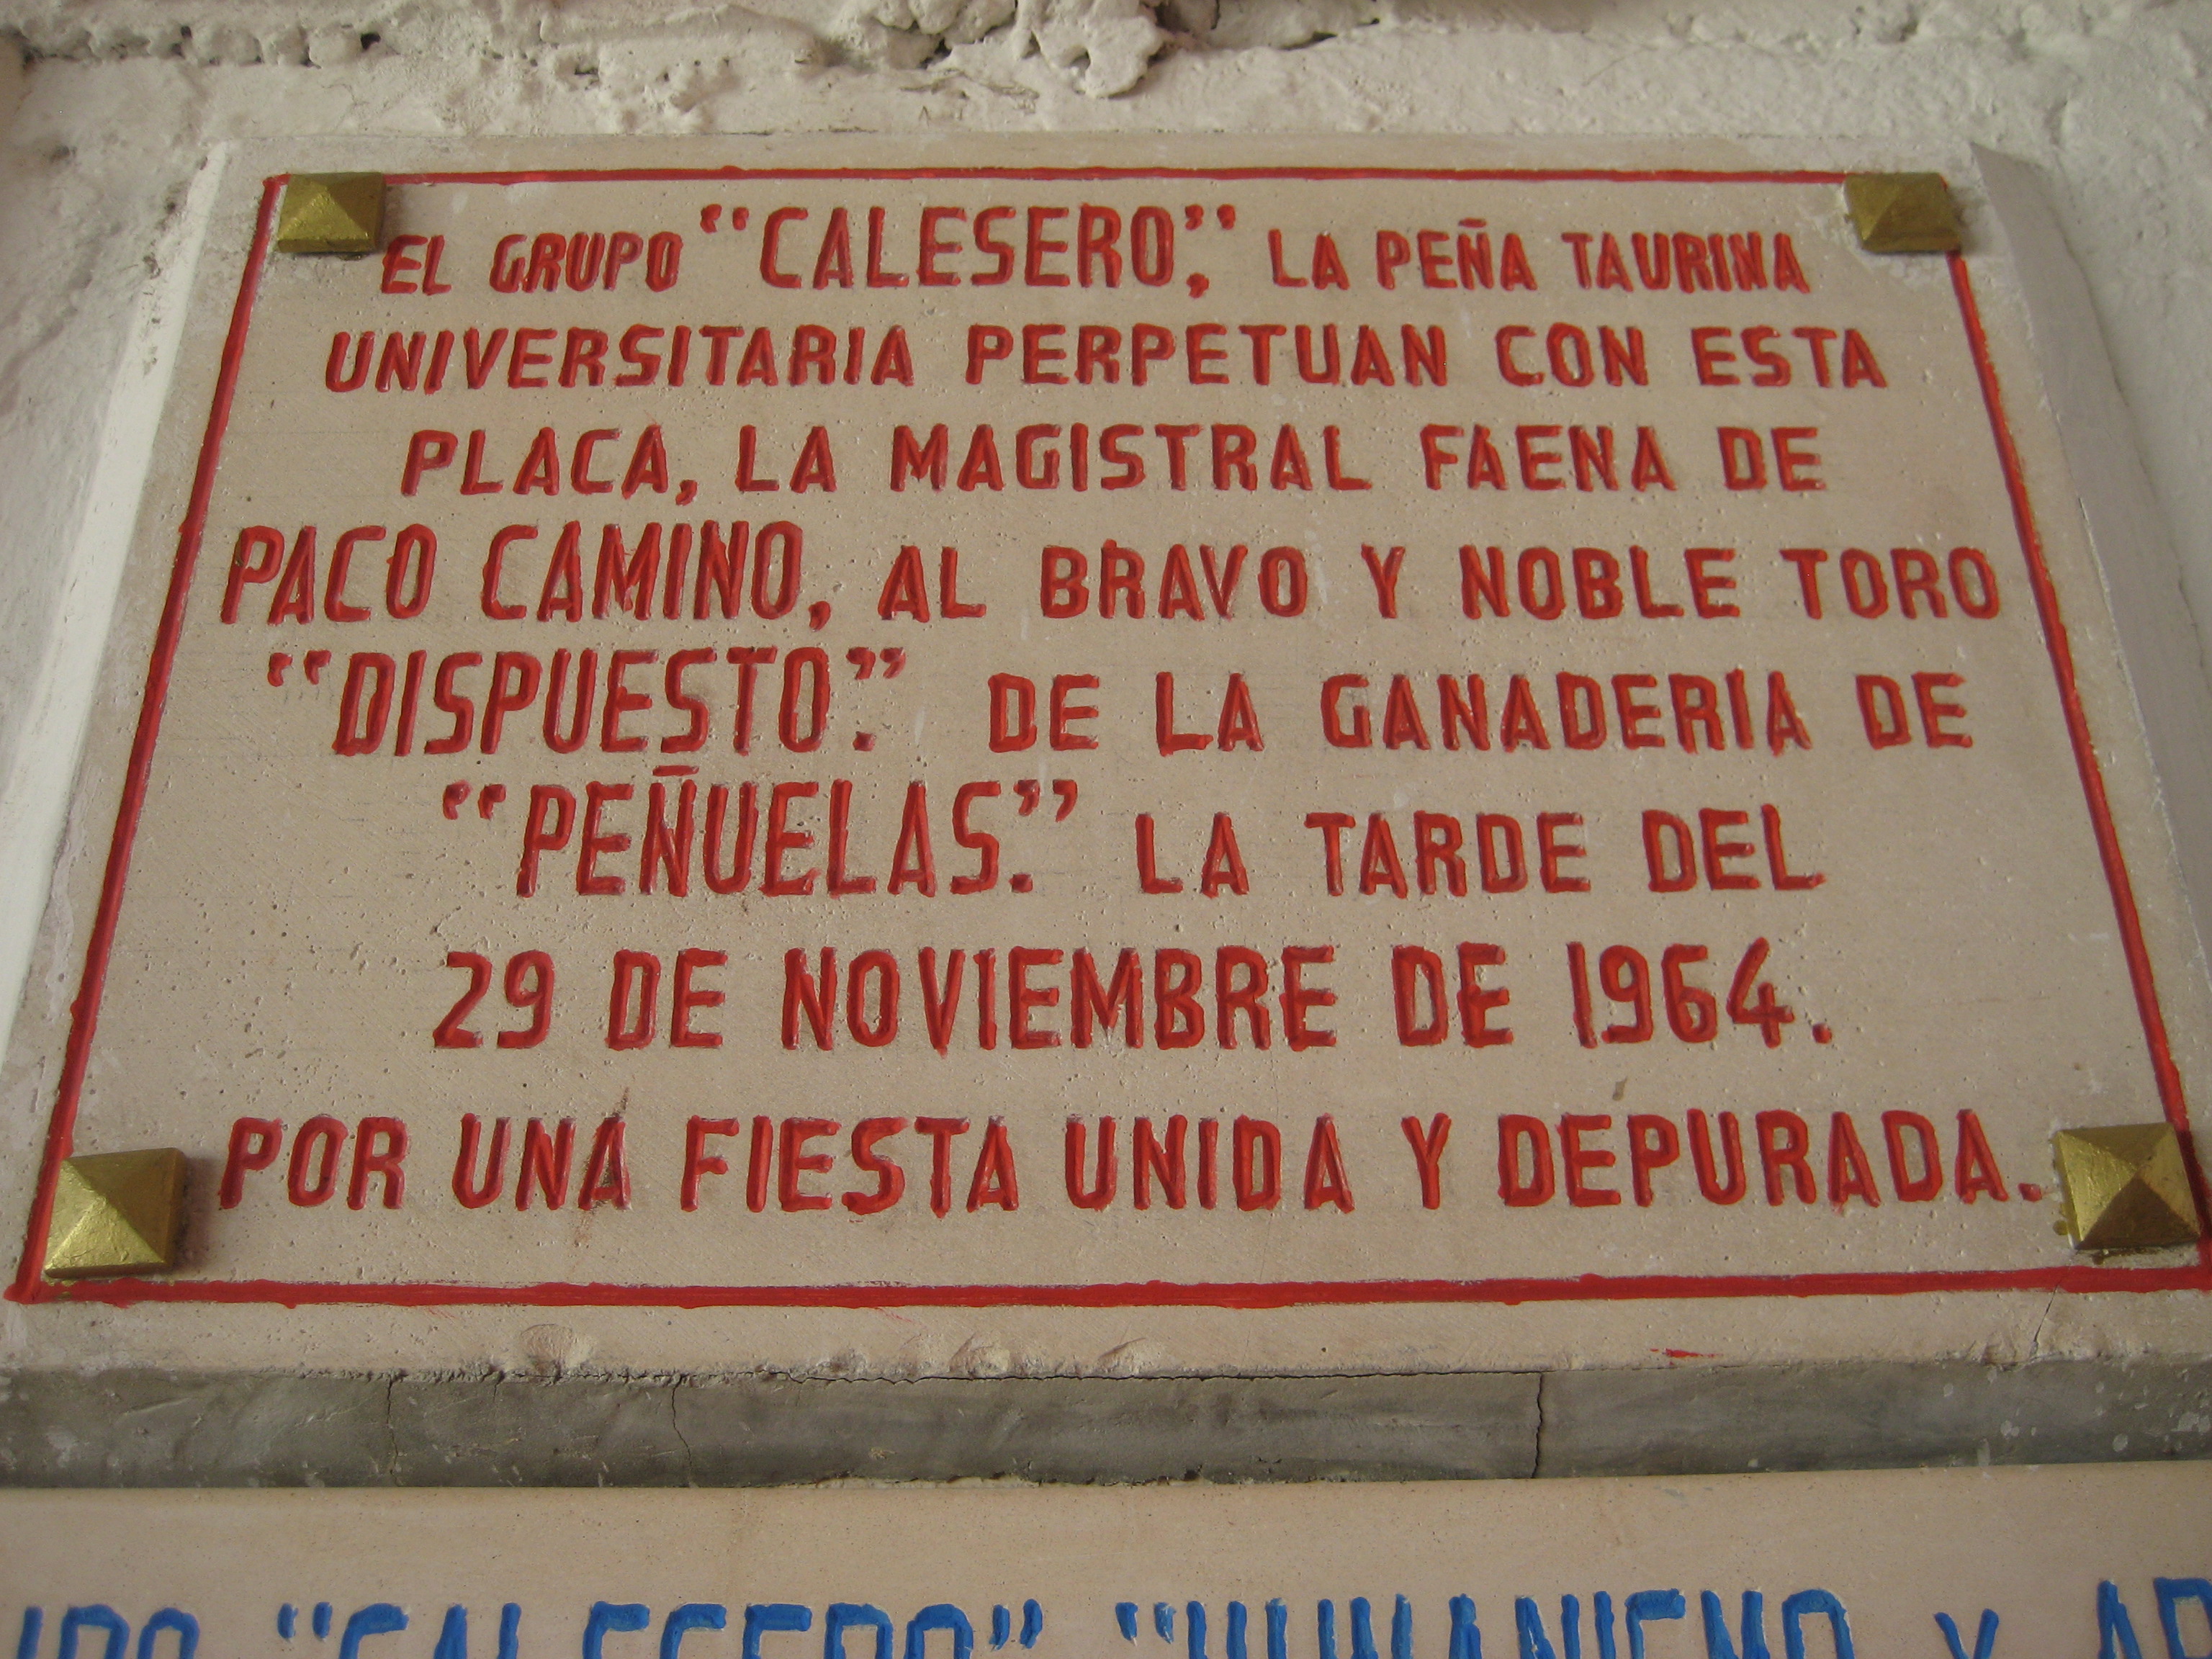 EL GRUPO "CALESERO," LA PEÑA TAURINA
UNIVERSITARIA PERPETUAN CON ESTA
PLACA, LA MAGISTRAL FAENA DE
PACO CAMINO, AL BRAVO Y NOBLE TORO
"DISPUESTO." DE LA GANADERIA DE
"PEÑUELAS." LA TARDE DEL
29 DE NOVIEMBRE DE 1964.
POR UNA FIESTA UNIDA Y DEPURADA.
"CALESERO" "HUMANISMO Y